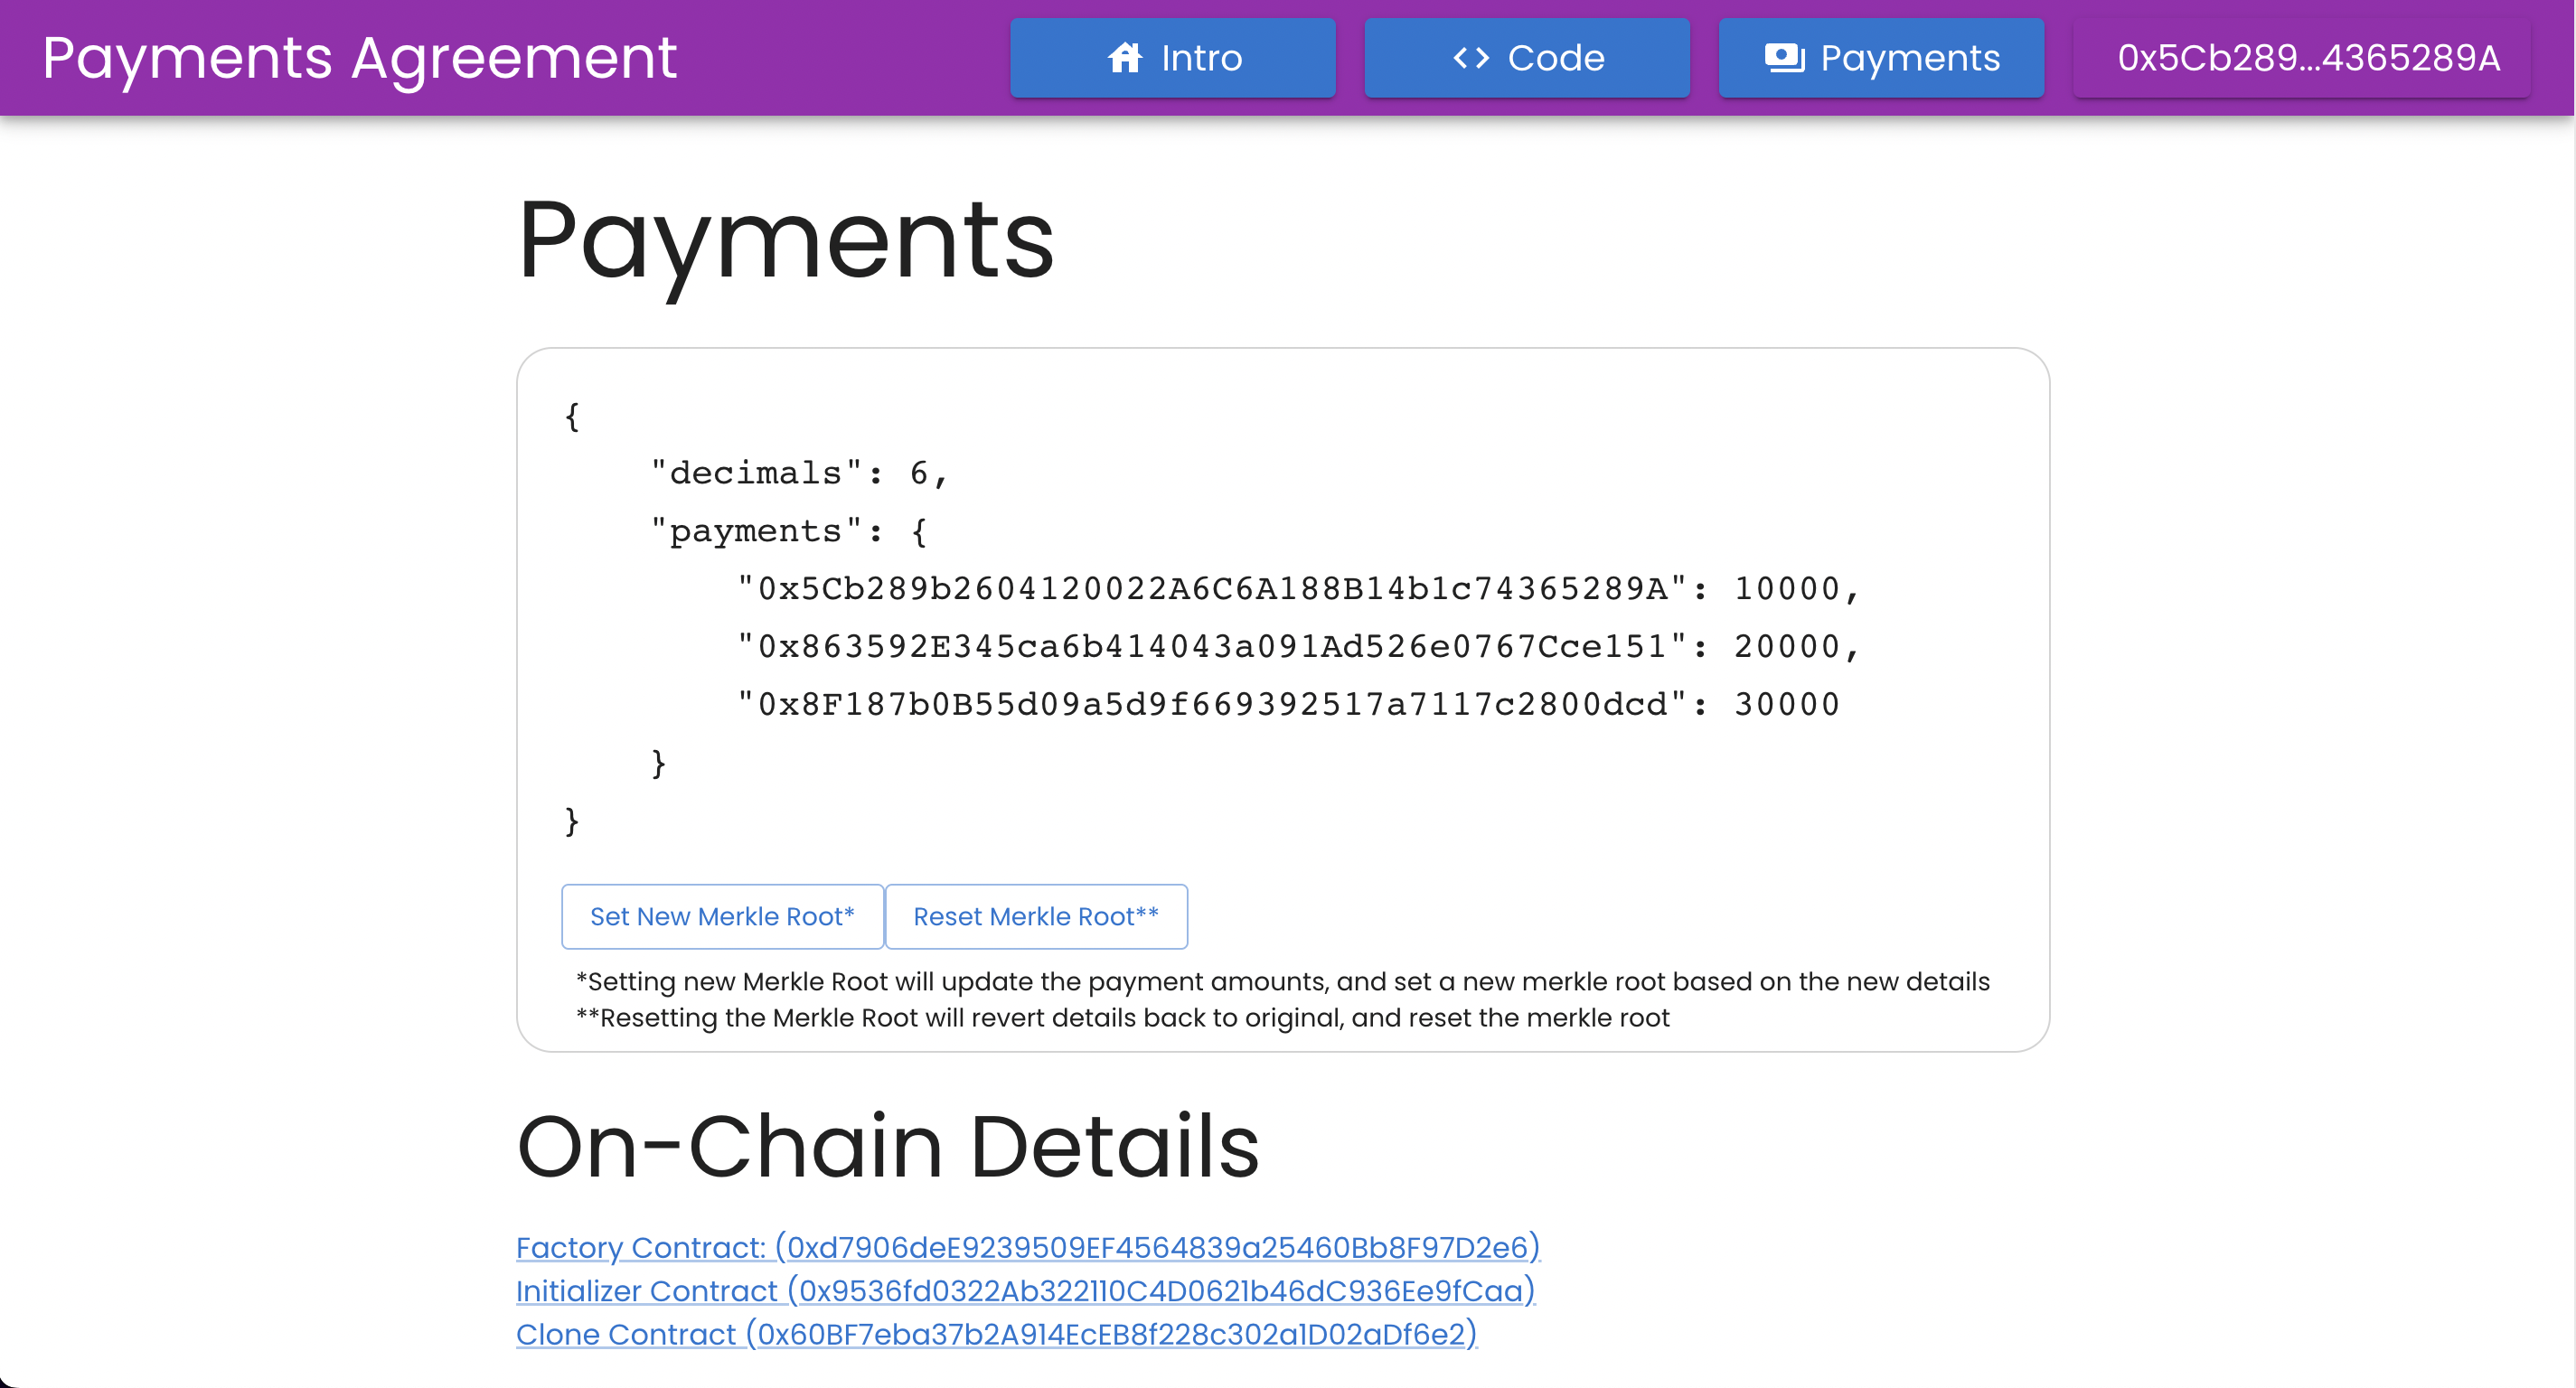 Payments Agreement
Intro
Code
Payments
0x5Cb289...4365289A
Payments
{
"decimals": 6,
"payments": {
"0x5Cb289b2604120022A6C6A188B14b1c74365289A": 10000,
"0x863592E345ca6b414043a091Ad526e0767Cce151": 20000,
"0x8F187b0B55d09a5d9f669392517a7117c2800dcd": 30000
}
}
Set New Merkle Root*
Reset Merkle Root**
*Setting new Merkle Root will update the payment amounts, and set a new merkle root based on the new details
**Resetting the Merkle Root will revert details back to original, and reset the merkle root
On-Chain Details
Factory Contract: (0xd7906deE9239509EF4564839a25460Bb8F97D2e6)
Initializer Contract (0x9536fd0322Ab322110C4D0621b46dC936Ee9fCaa)
Clone Contract (0x60BF7eba37b2A914EcEB8f228c302a1D02aDf6e2)